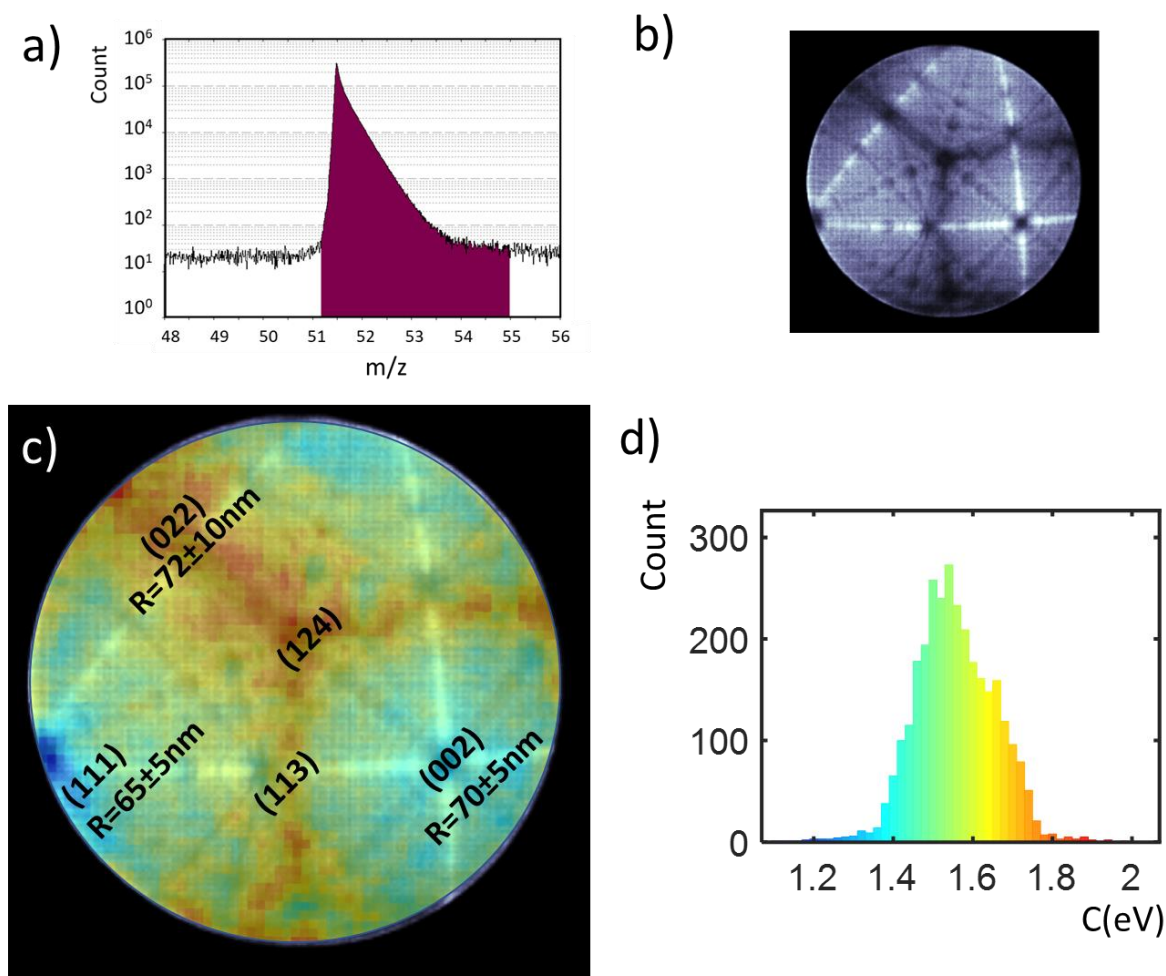 a)
Count
10⁶
10⁵
10⁴
10³
10²
10¹
10⁰
48 49 50 51 52 53 54 55 56
m/z
b)
c)
(022)
R=72±10nm
(124)
(111)
R=65±5nm
(113)
(002)
R=70±5nm
d)
Count
300
200
100
0
1.2 1.4 1.6 1.8 2
C(eV)